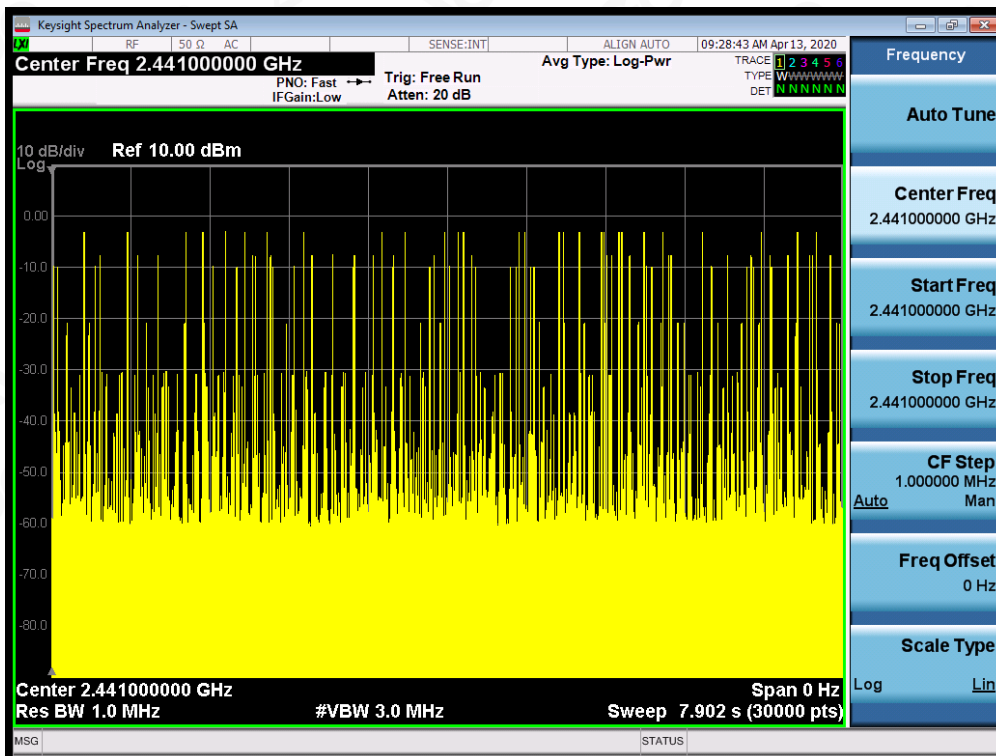 Keysight Spectrum Analyzer - Swept SA
LXI RF 50 Ω AC SENSE:INT ALIGN AUTO 09:28:43 AM Apr 13, 2020
Center Freq 2.441000000 GHz
PNO: Fast
IFGain:Low
Trig: Free Run
Atten: 20 dB
Avg Type: Log-Pwr
TRACE 1 2 3 4 5 6
TYPE WWWWWW
DET N N N N N N
10 dB/div Ref 10.00 dBm
Log
0.00
-10.0
-20.0
-30.0
-40.0
-50.0
-60.0
-70.0
-80.0
Center 2.441000000 GHz Span 0 Hz
Res BW 1.0 MHz #VBW 3.0 MHz Sweep 7.902 s (30000 pts)
MSG STATUS
Frequency
Auto Tune
Center Freq
2.441000000 GHz
Start Freq
2.441000000 GHz
Stop Freq
2.441000000 GHz
CF Step
1.000000 MHz
Auto Man
Freq Offset
0 Hz
Scale Type
Log Lin